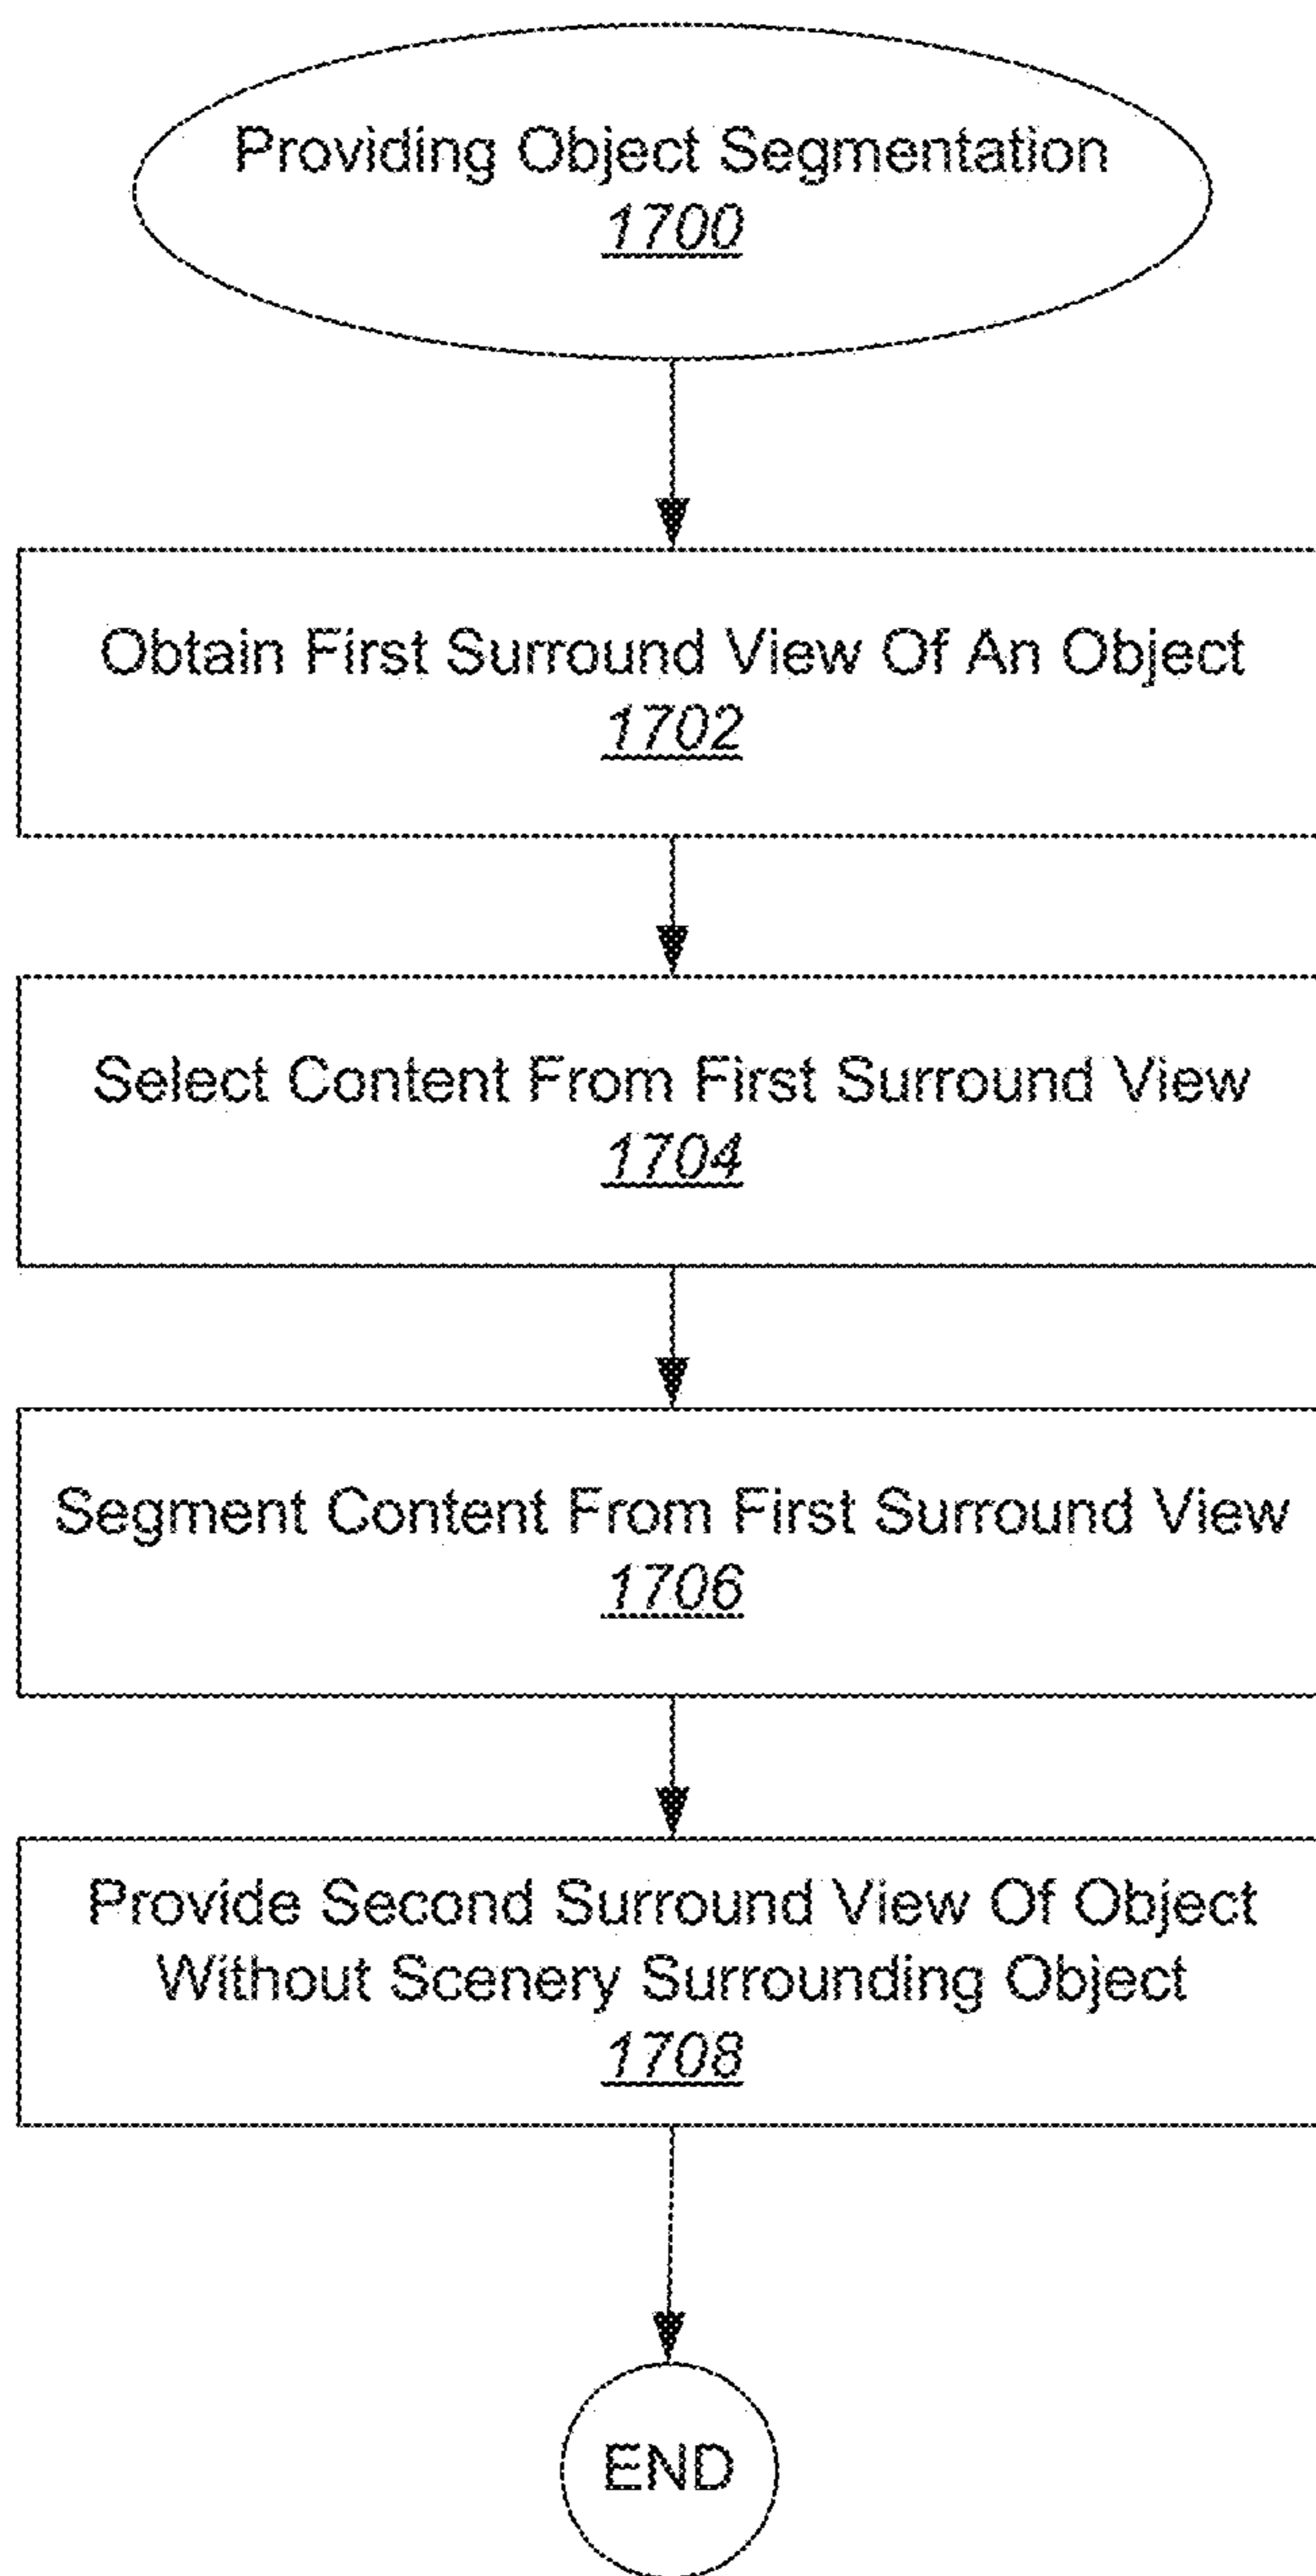 Providing Object Segmentation
1700
Obtain First Surround View Of An Object
1702
Select Content From First Surround View
1704
Segment Content From First Surround View
1706
Provide Second Surround View Of Object
Without Scenery Surrounding Object
1708
END